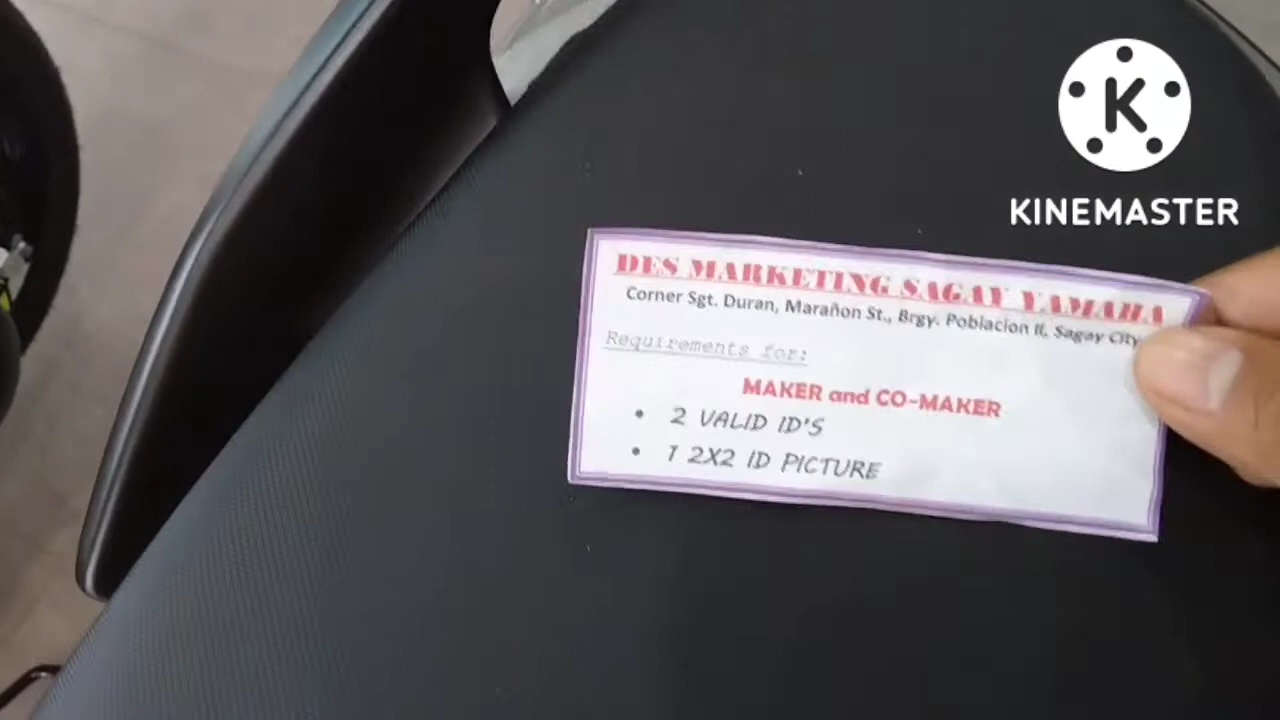 K
KINEMASTER
DES MARKETING SAGAY YAMAHA
Corner Sgt. Duran, Marañon St., Brgy. Poblacion II, Sagay City
Requirements for:
MAKER and CO-MAKER
• 2 VALID ID'S
• 1 2X2 ID PICTURE